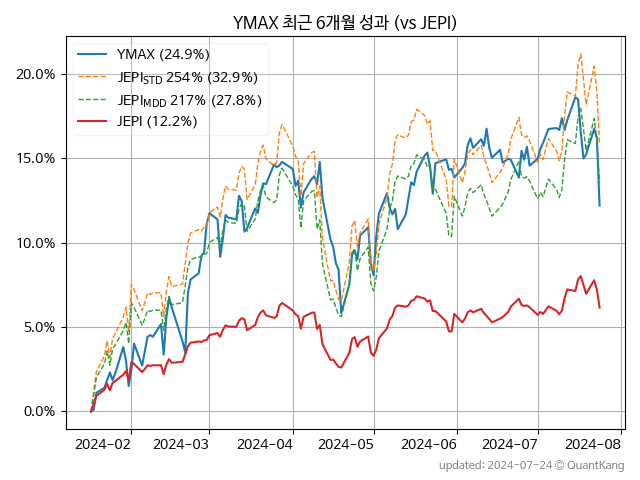 YMAX 최근 6개월 성과 (vs JEPI)
YMAX (24.9%)
JEPI_STD 254% (32.9%)
JEPI_MDD 217% (27.8%)
JEPI (12.2%)
20.0%
15.0%
10.0%
5.0%
0.0%
2024-02 2024-03 2024-04 2024-05 2024-06 2024-07 2024-08
updated: 2024-07-24 © QuantKang